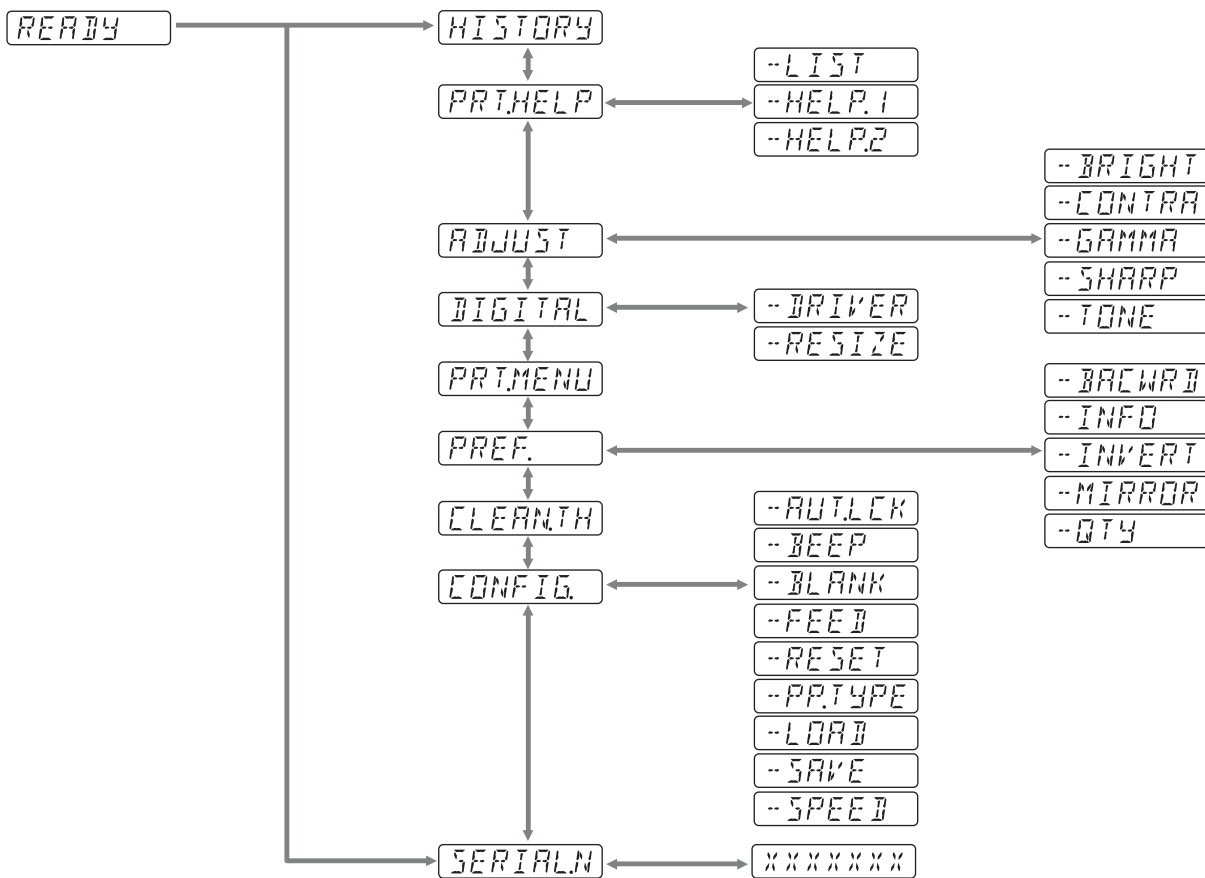 READY
HISTORY
PRT.HELP
-LIST
-HELP.1
-HELP.2
ADJUST
-BRIGHT
-CONTRA
-GAMMA
-SHARP
-TONE
DIGITAL
-DRIVER
-RESIZE
PRT.MENU
PREF.
-BACWRD
-INFO
-INVERT
-MIRROR
-QTY
CLEAN.TH
CONFIG.
-AUT.LCK
-BEEP
-BLANK
-FEED
-RESET
-PP.TYPE
-LOAD
-SAVE
-SPEED
SERIAL.N
XXXXXXX